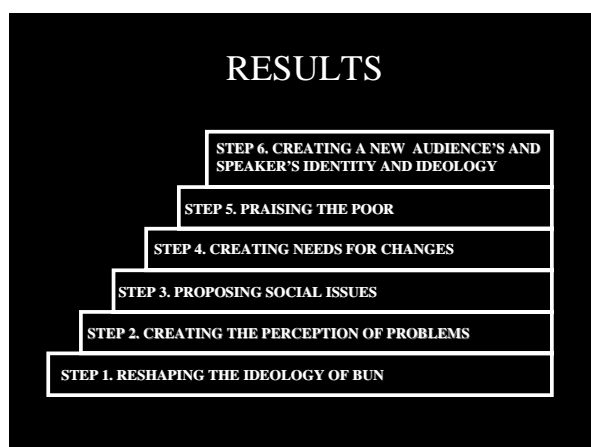 RESULTS
STEP 6. CREATING A NEW AUDIENCE'S AND
SPEAKER'S IDENTITY AND IDEOLOGY
STEP 5. PRAISING THE POOR
STEP 4. CREATING NEEDS FOR CHANGES
STEP 3. PROPOSING SOCIAL ISSUES
STEP 2. CREATING THE PERCEPTION OF PROBLEMS
STEP 1. RESHAPING THE IDEOLOGY OF BUN